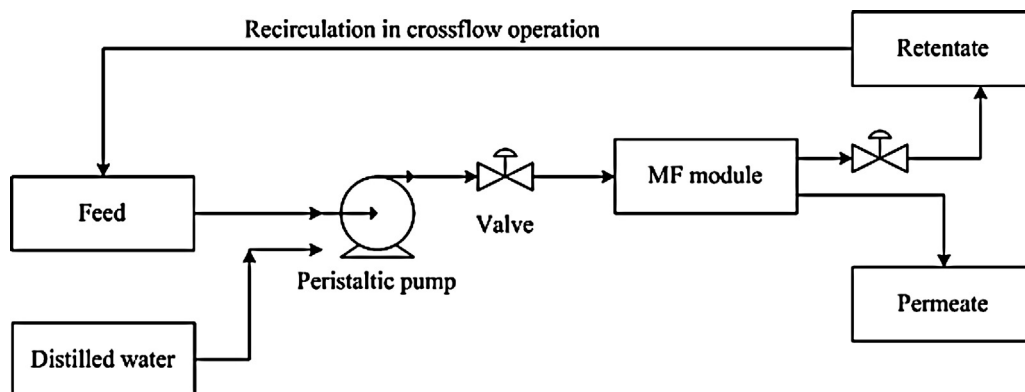 Recirculation in crossflow operation
Retentate
Feed
MF module
Valve
Peristaltic pump
Permeate
Distilled water